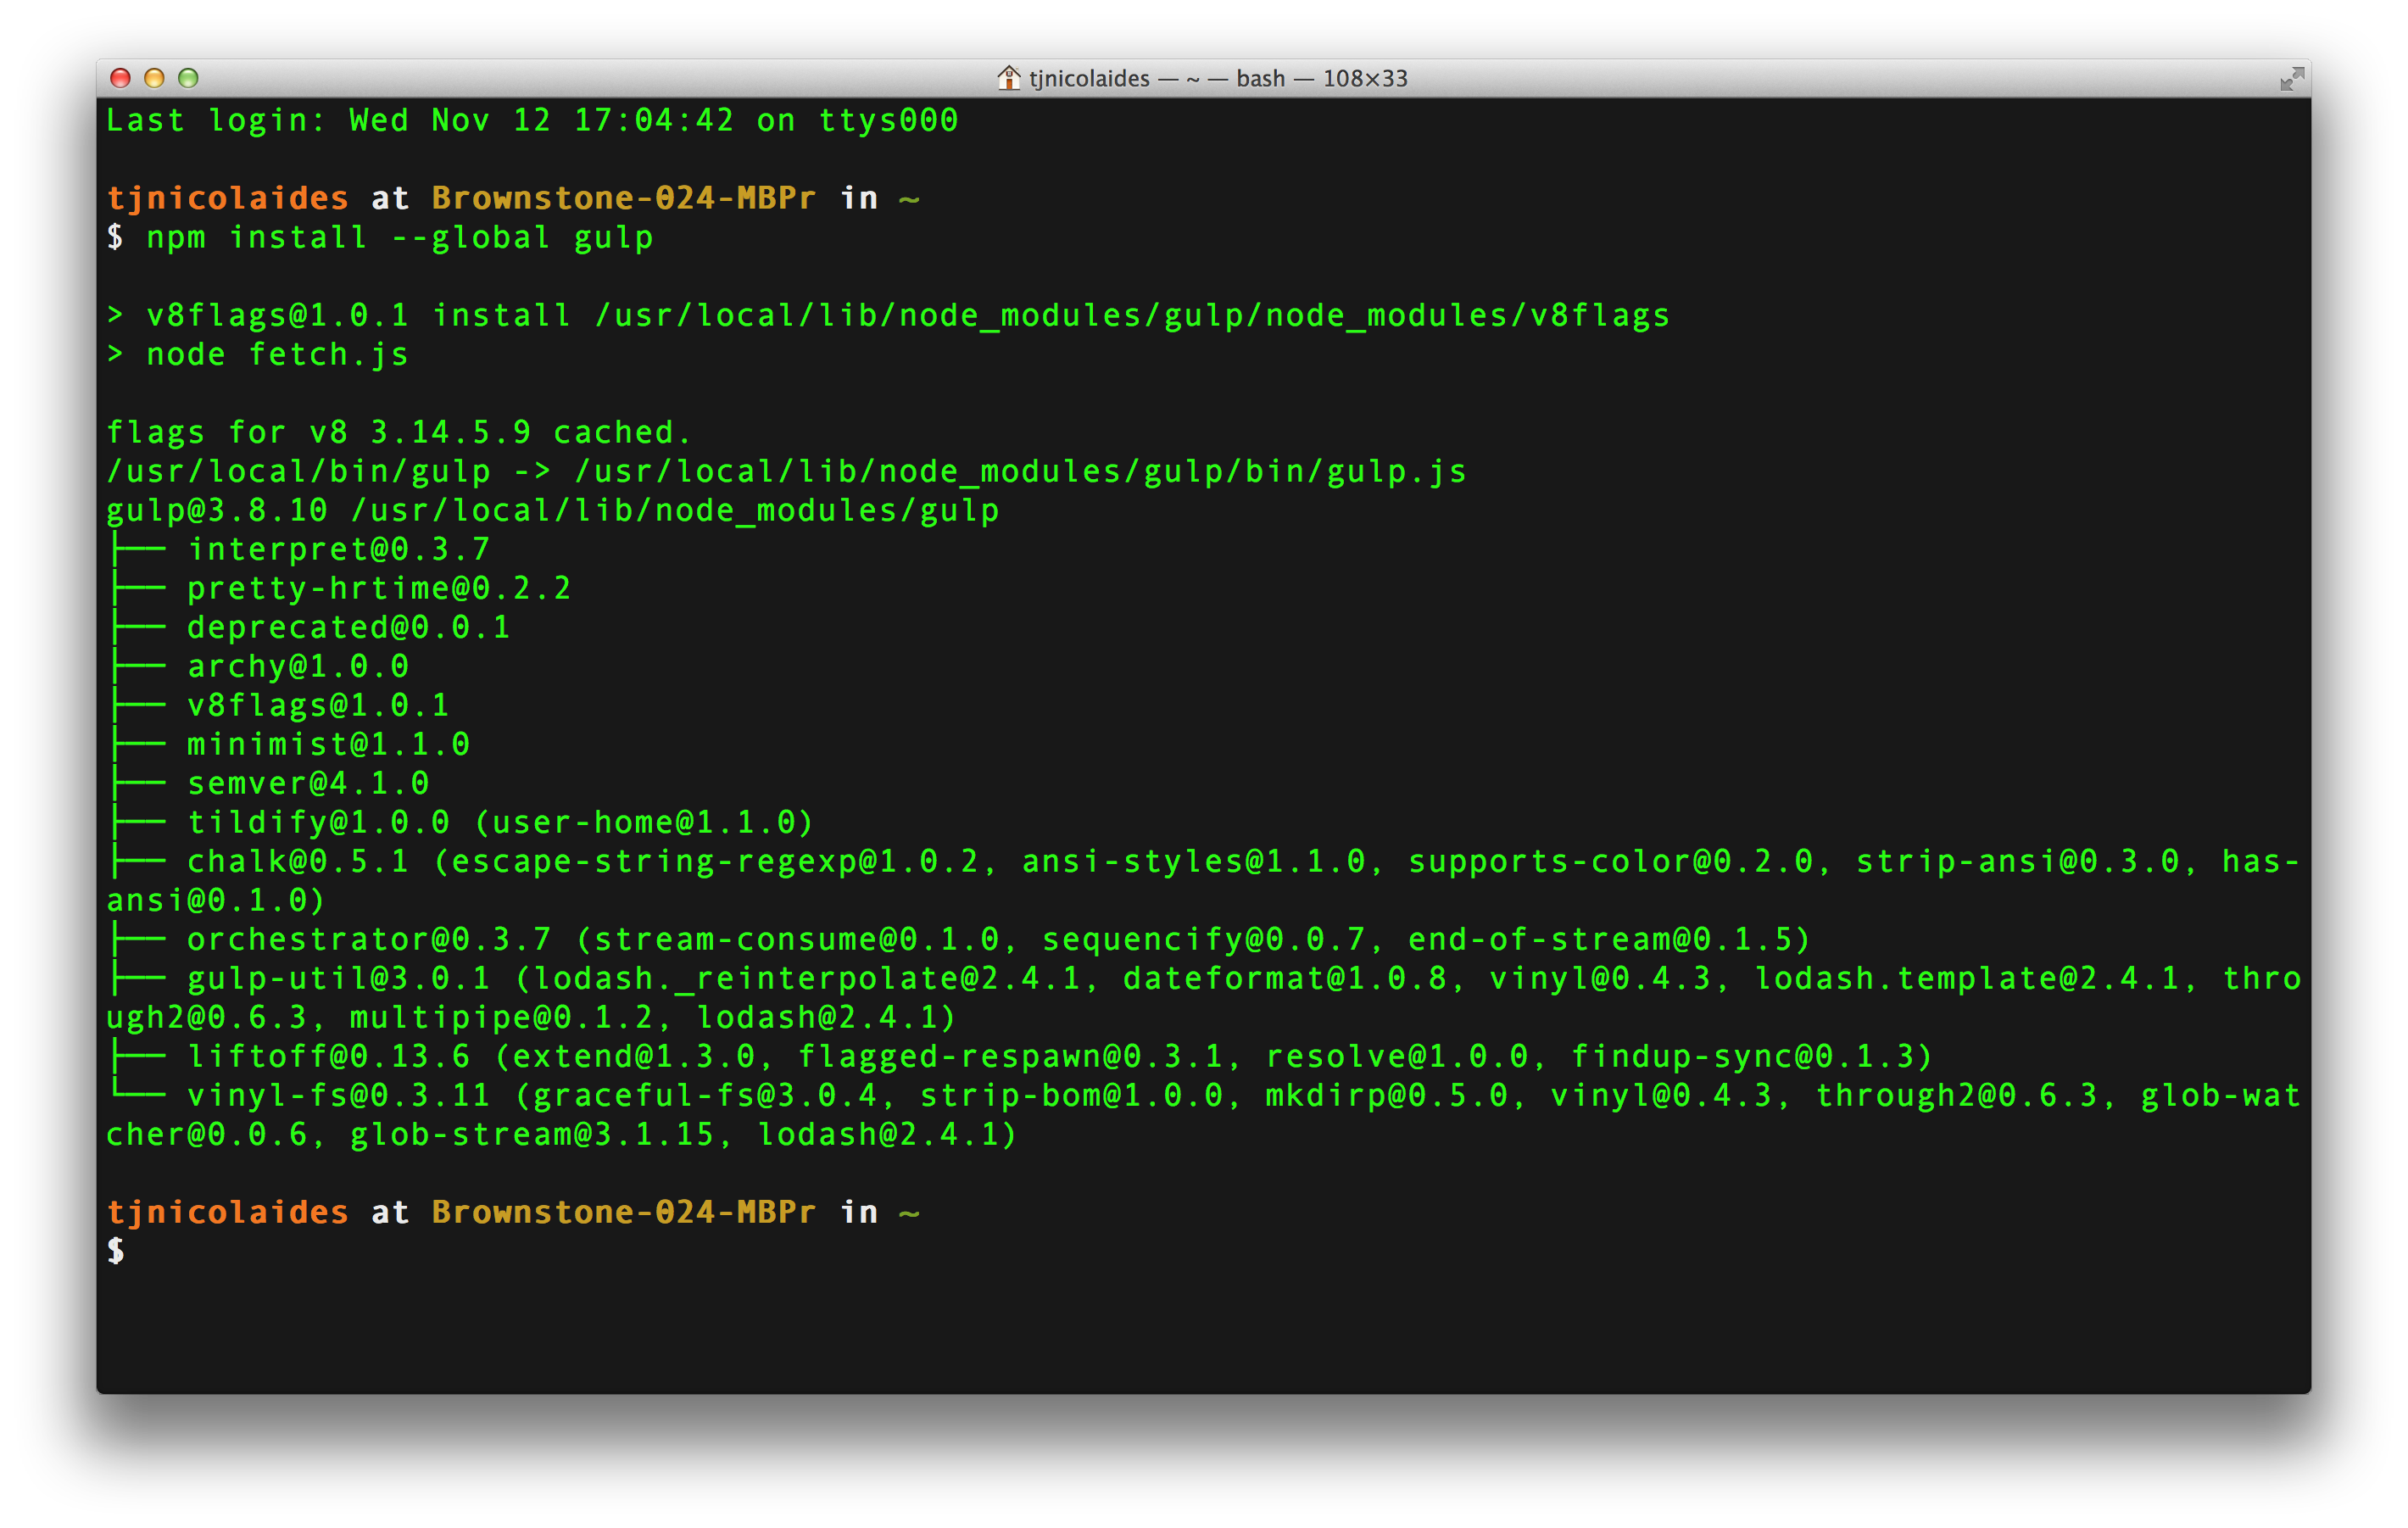 tjnicolaides — ~ — bash — 108×33
Last login: Wed Nov 12 17:04:42 on ttys000
tjnicolaides at Brownstone-024-MBPr in ~
$ npm install --global gulp
> v8flags@1.0.1 install /usr/local/lib/node_modules/gulp/node_modules/v8flags
> node fetch.js
flags for v8 3.14.5.9 cached.
/usr/local/bin/gulp -> /usr/local/lib/node_modules/gulp/bin/gulp.js
gulp@3.8.10 /usr/local/lib/node_modules/gulp
├── interpret@0.3.7
├── pretty-hrtime@0.2.2
├── deprecated@0.0.1
├── archy@1.0.0
├── v8flags@1.0.1
├── minimist@1.1.0
├── semver@4.1.0
├── tildify@1.0.0 (user-home@1.1.0)
├── chalk@0.5.1 (escape-string-regexp@1.0.2, ansi-styles@1.1.0, supports-color@0.2.0, strip-ansi@0.3.0, has-
ansi@0.1.0)
├── orchestrator@0.3.7 (stream-consume@0.1.0, sequencify@0.0.7, end-of-stream@0.1.5)
├── gulp-util@3.0.1 (lodash._reinterpolate@2.4.1, dateformat@1.0.8, vinyl@0.4.3, lodash.template@2.4.1, thro
ugh2@0.6.3, multipipe@0.1.2, lodash@2.4.1)
├── liftoff@0.13.6 (extend@1.3.0, flagged-respawn@0.3.1, resolve@1.0.0, findup-sync@0.1.3)
└── vinyl-fs@0.3.11 (graceful-fs@3.0.4, strip-bom@1.0.0, mkdirp@0.5.0, vinyl@0.4.3, through2@0.6.3, glob-wat
cher@0.0.6, glob-stream@3.1.15, lodash@2.4.1)
tjnicolaides at Brownstone-024-MBPr in ~
$